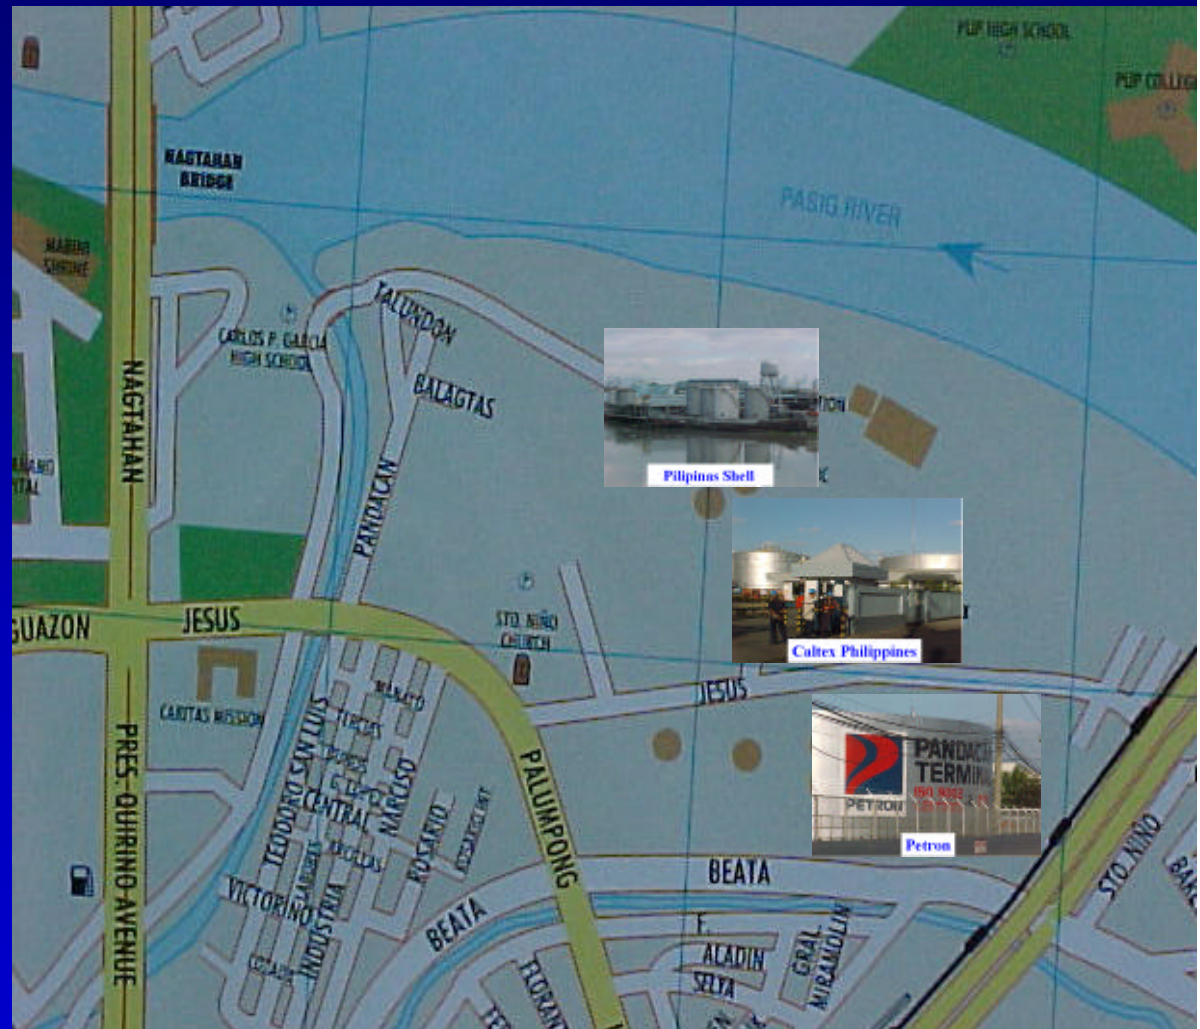 PUP HIGH SCHOOL
PUP COLLEGE
NAGTAHAN
BRIDGE
PASIG RIVER
MABINI
SHRINE
TALUNDON
CARLOS P. GARCIA
HIGH SCHOOL
BALAGTAS
NAGTAHAN
PANDACAN
Pilipinas Shell
STO. NIÑO
CHURCH
GUAZON
JESUS
Caltex Philippines
JESUS
CARITAS MISSION
PRES. QUIRINO AVENUE
TEODORO SAN LUIS
CENTRAL
NARCISO
ROSARIO
PALUMPONG
PANDACAN
TERMINAL
PETRON
Petron
VICTORINO
INDUSTRIA
BEATA
BEATA
STO. NIÑO
F.
ALADIN
SELYA
GRAL.
MIRAMOLIN